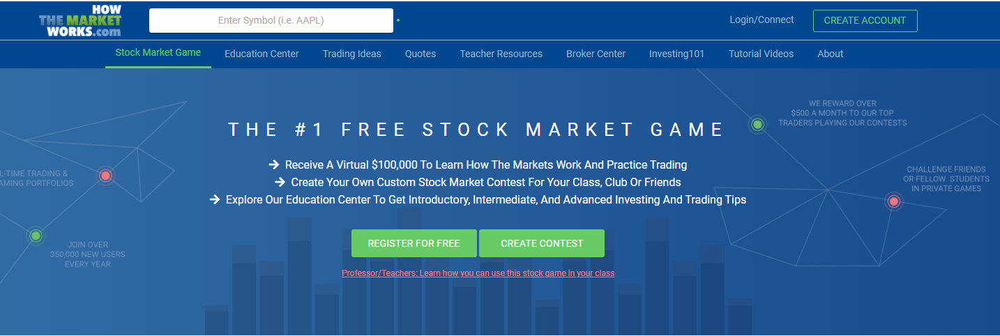 HOW
THE MARKET
WORKS.com
Enter Symbol (i.e. AAPL)
Login/Connect
CREATE ACCOUNT
Stock Market Game
Education Center
Trading Ideas
Quotes
Teacher Resources
Broker Center
Investing101
Tutorial Videos
About
WE REWARD OVER
$500 A MONTH TO OUR TOP
TRADERS PLAYING OUR CONTESTS
THE #1 FREE STOCK MARKET GAME
Receive A Virtual $100,000 To Learn How The Markets Work And Practice Trading
Create Your Own Custom Stock Market Contest For Your Class, Club Or Friends
Explore Our Education Center To Get Introductory, Intermediate, And Advanced Investing And Trading Tips
L-TIME TRADING &
AMING PORTFOLIOS
CHALLENGE FRIENDS
OR FELLOW STUDENTS
IN PRIVATE GAMES
JOIN OVER
350,000 NEW USERS
EVERY YEAR
REGISTER FOR FREE
CREATE CONTEST
Professor/Teachers: Learn how you can use this stock game in your class